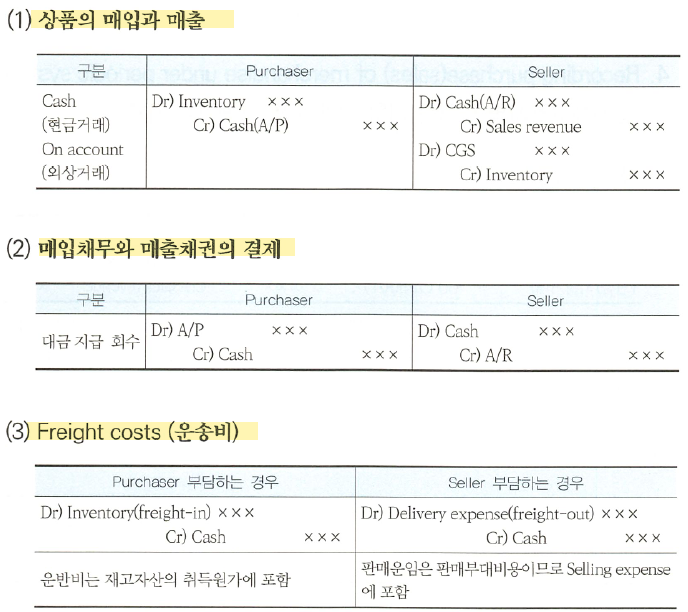 (1) 상품의 매입과 매출
구분 Purchaser Seller
Cash Dr) Inventory ××× Dr) Cash(A/R) ×××
(현금거래) Cr) Cash(A/P) ××× Cr) Sales revenue ×××
On account Dr) CGS ×××
(외상거래) Cr) Inventory ×××
(2) 매입채무와 매출채권의 결제
구분 Purchaser Seller
대금 지급 회수 Dr) A/P ××× Dr) Cash ×××
Cr) Cash ××× Cr) A/R ×××
(3) Freight costs (운송비)
Purchaser 부담하는 경우 Seller 부담하는 경우
Dr) Inventory(freight-in) ××× Dr) Delivery expense(freight-out) ×××
Cr) Cash ××× Cr) Cash ×××
운반비는 재고자산의 취득원가에 포함 판매운임은 판매부대비용이므로 Selling expense
에 포함